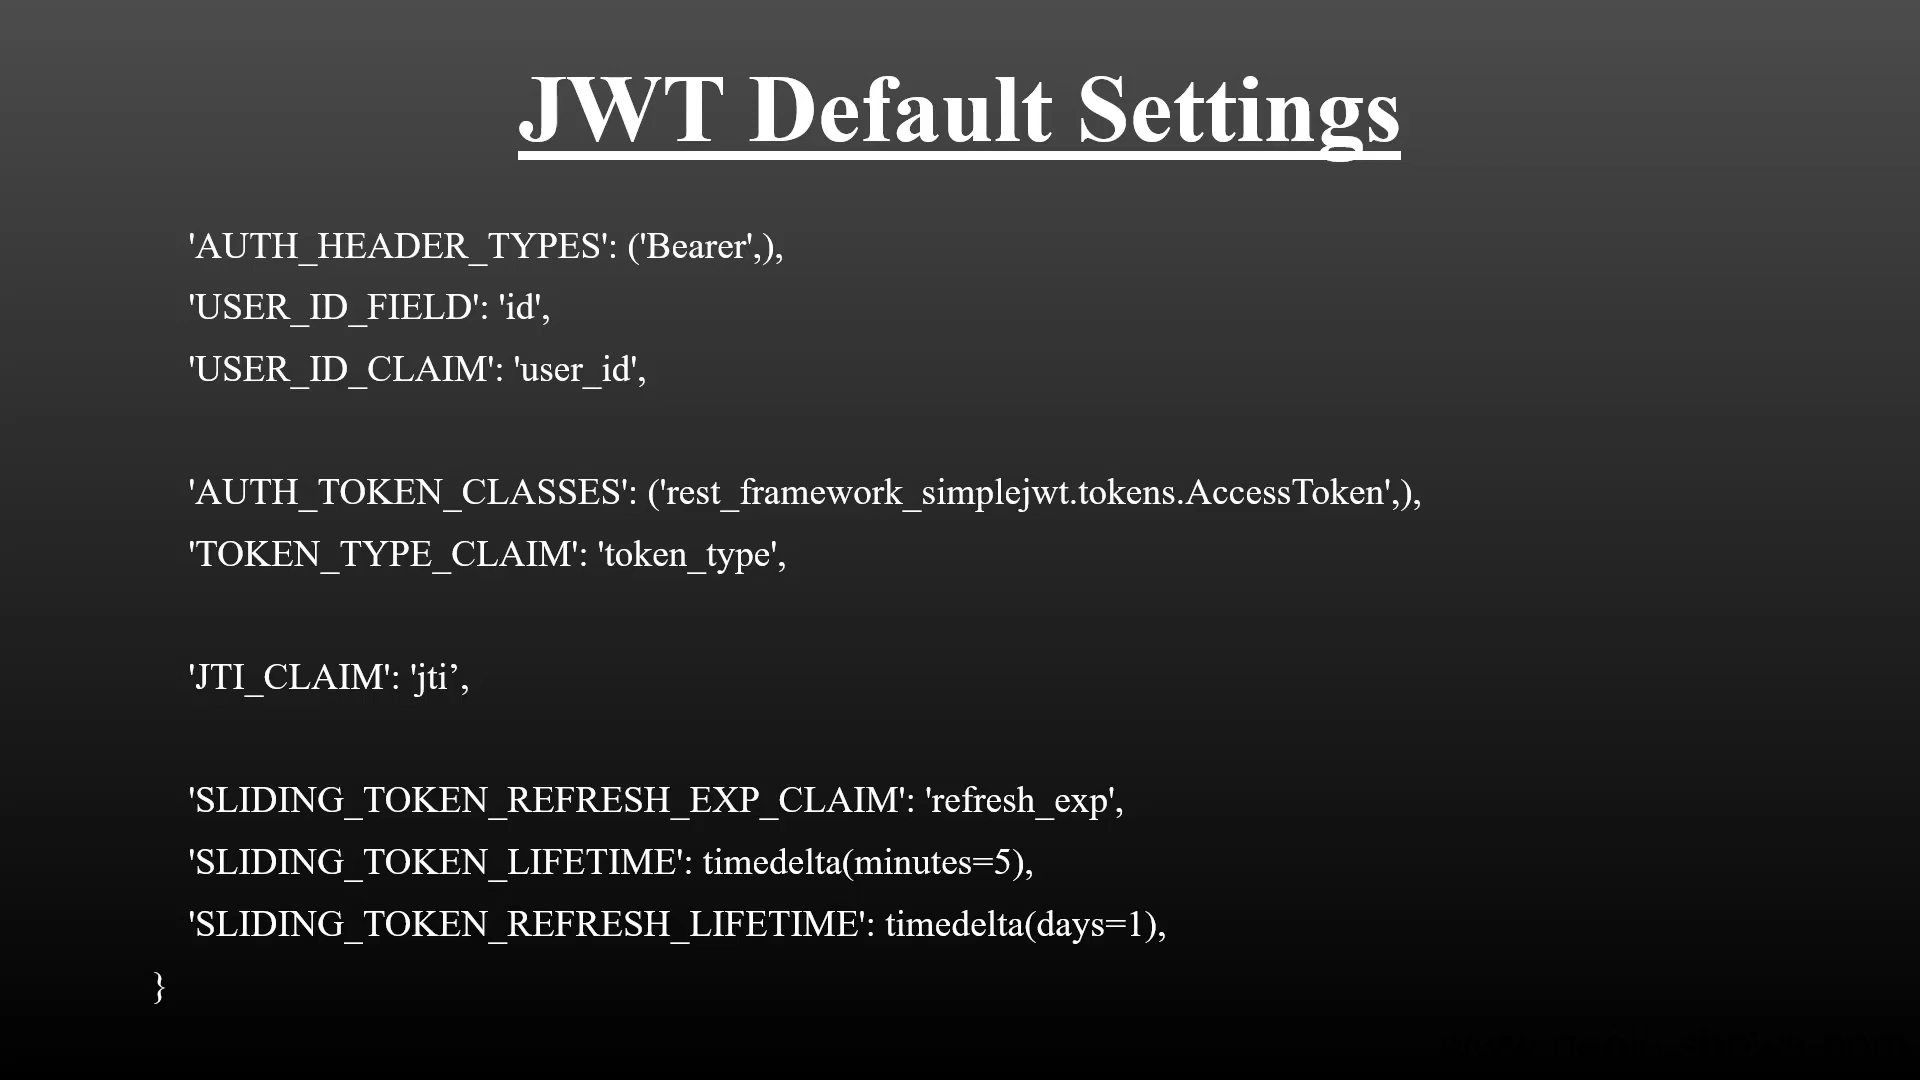 JWT Default Settings
'AUTH_HEADER_TYPES': ('Bearer',),
'USER_ID_FIELD': 'id',
'USER_ID_CLAIM': 'user_id',
'AUTH_TOKEN_CLASSES': ('rest_framework_simplejwt.tokens.AccessToken',),
'TOKEN_TYPE_CLAIM': 'token_type',
'JTI_CLAIM': 'jti’,
'SLIDING_TOKEN_REFRESH_EXP_CLAIM': 'refresh_exp',
'SLIDING_TOKEN_LIFETIME': timedelta(minutes=5),
'SLIDING_TOKEN_REFRESH_LIFETIME': timedelta(days=1),
}